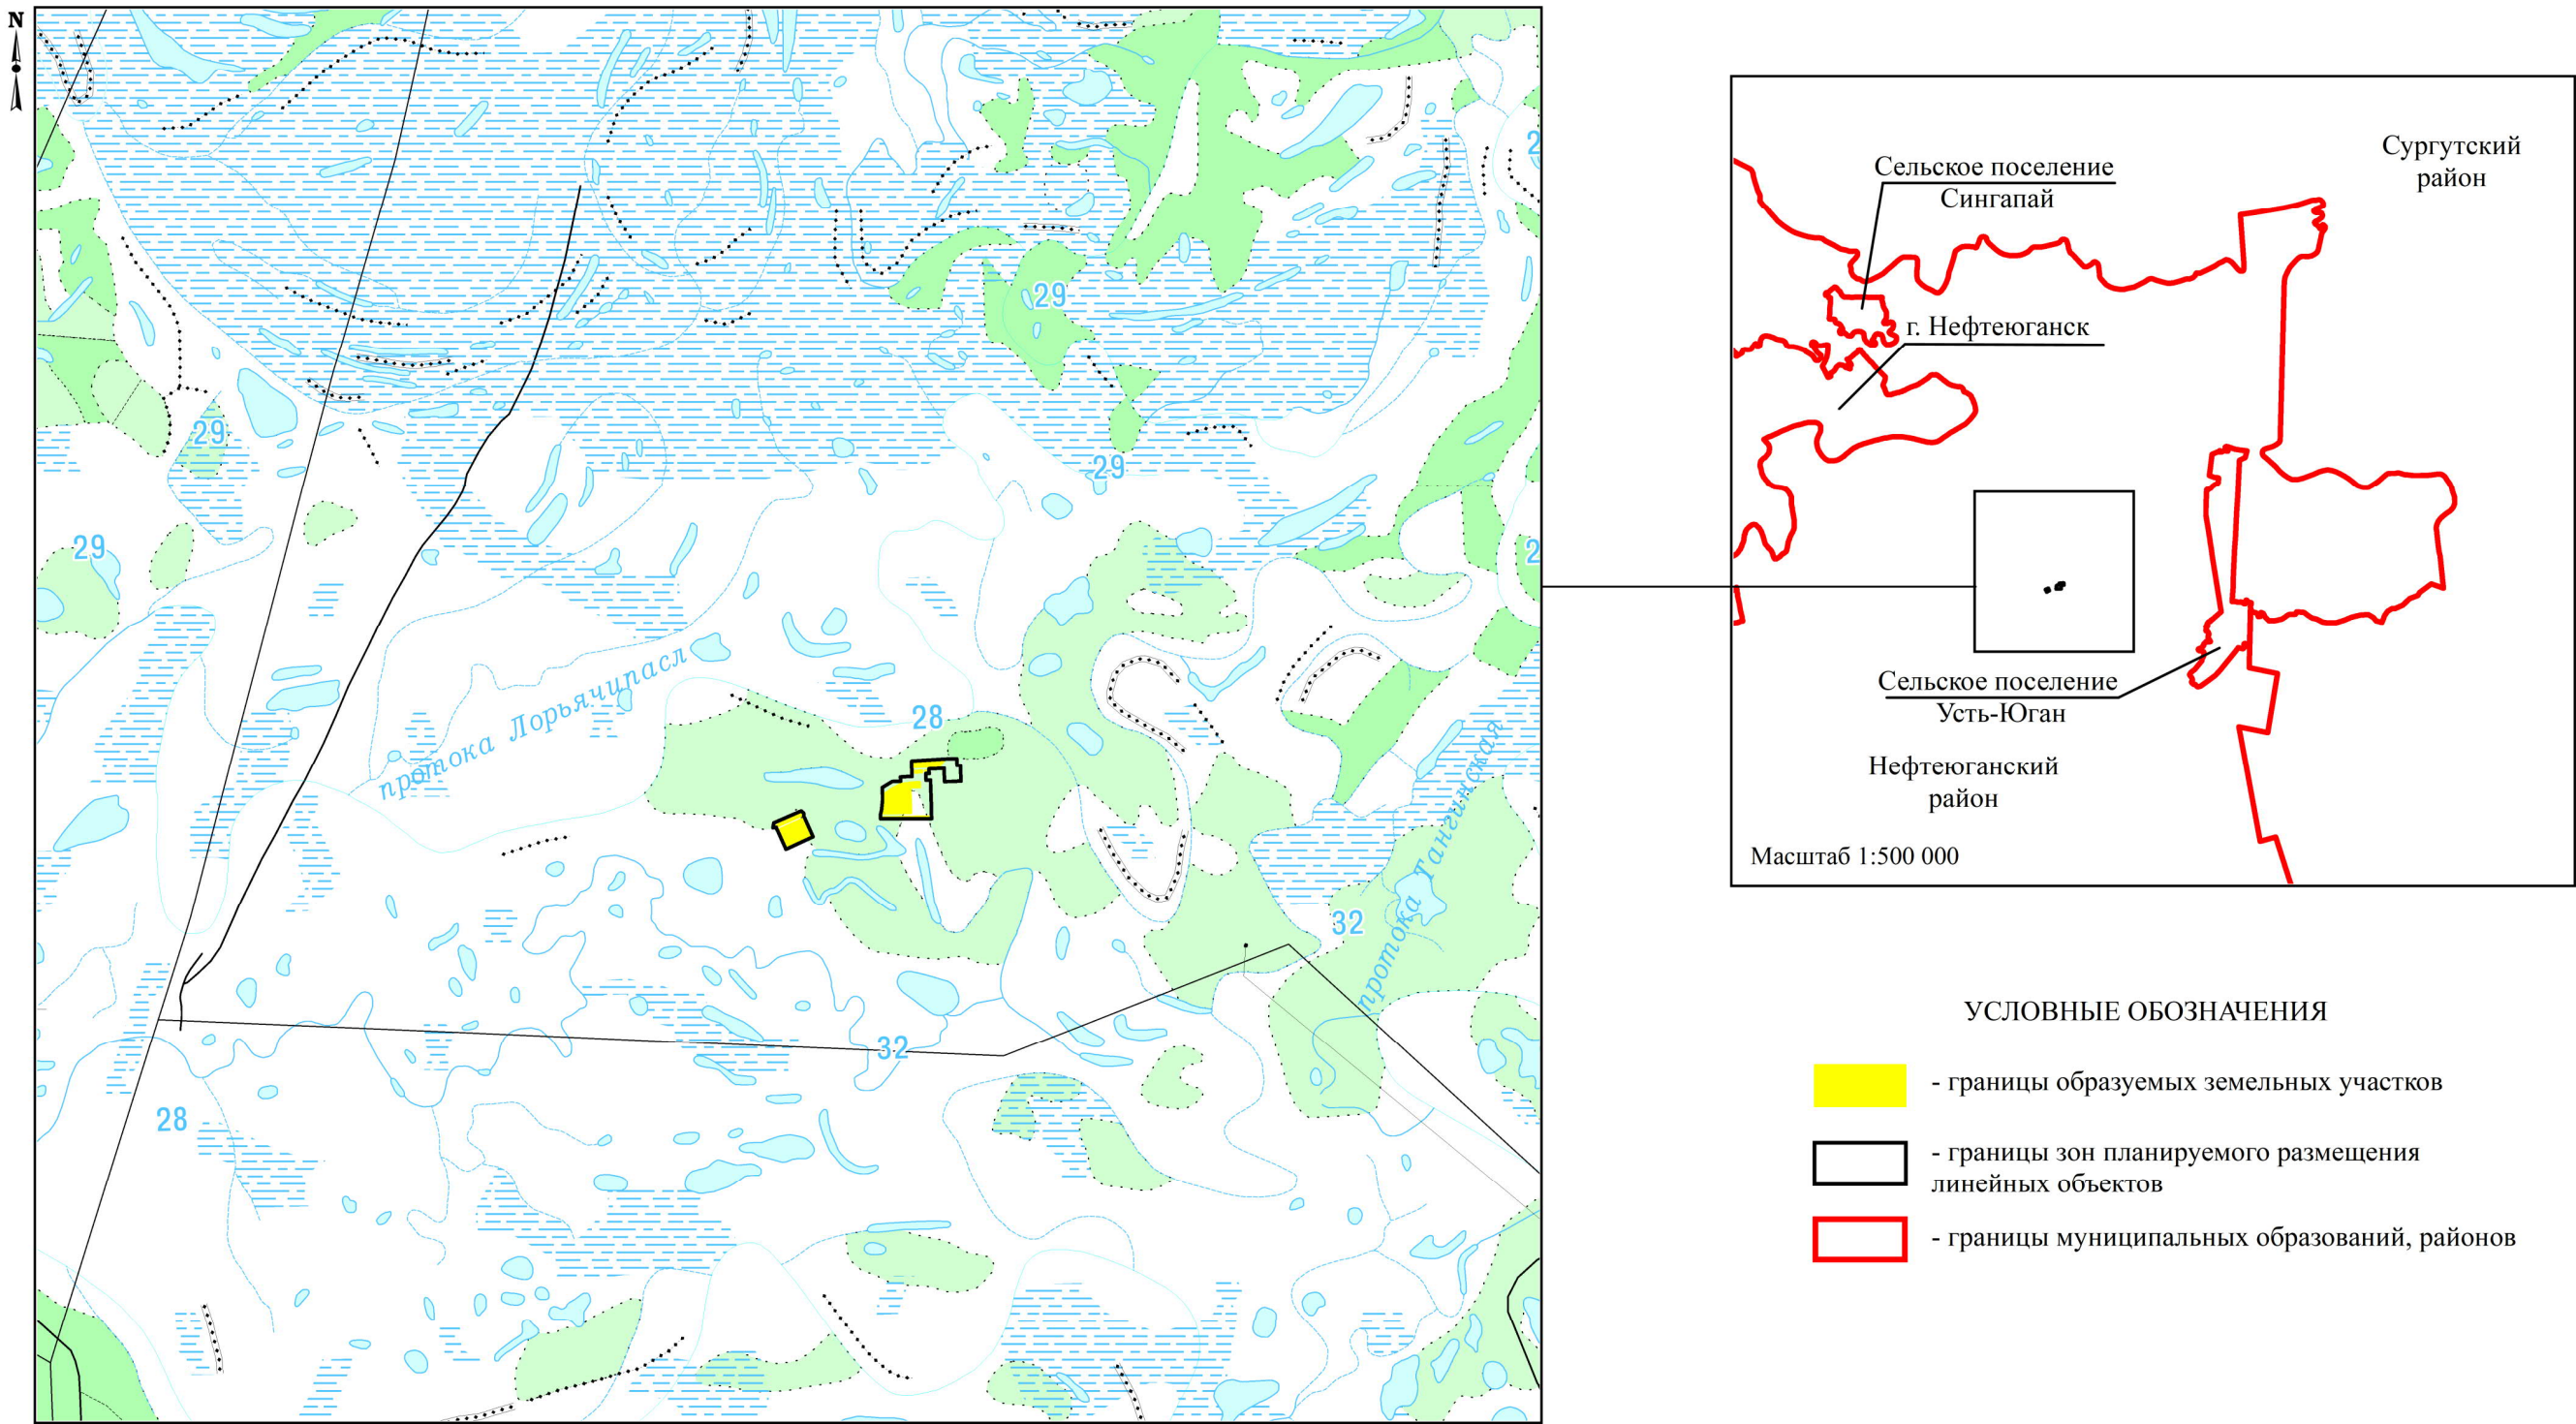 N
29
29
29
29
28
32
32
28
2
2
протока Лорьячипасл
протока Тангинская
Сургутский
район
Сельское поселение
Сингапай
г. Нефтеюганск
Сельское поселение
Усть-Юган
Нефтеюганский
район
Масштаб 1:500 000
УСЛОВНЫЕ ОБОЗНАЧЕНИЯ
- границы образуемых земельных участков
- границы зон планируемого размещения
линейных объектов
- границы муниципальных образований, районов